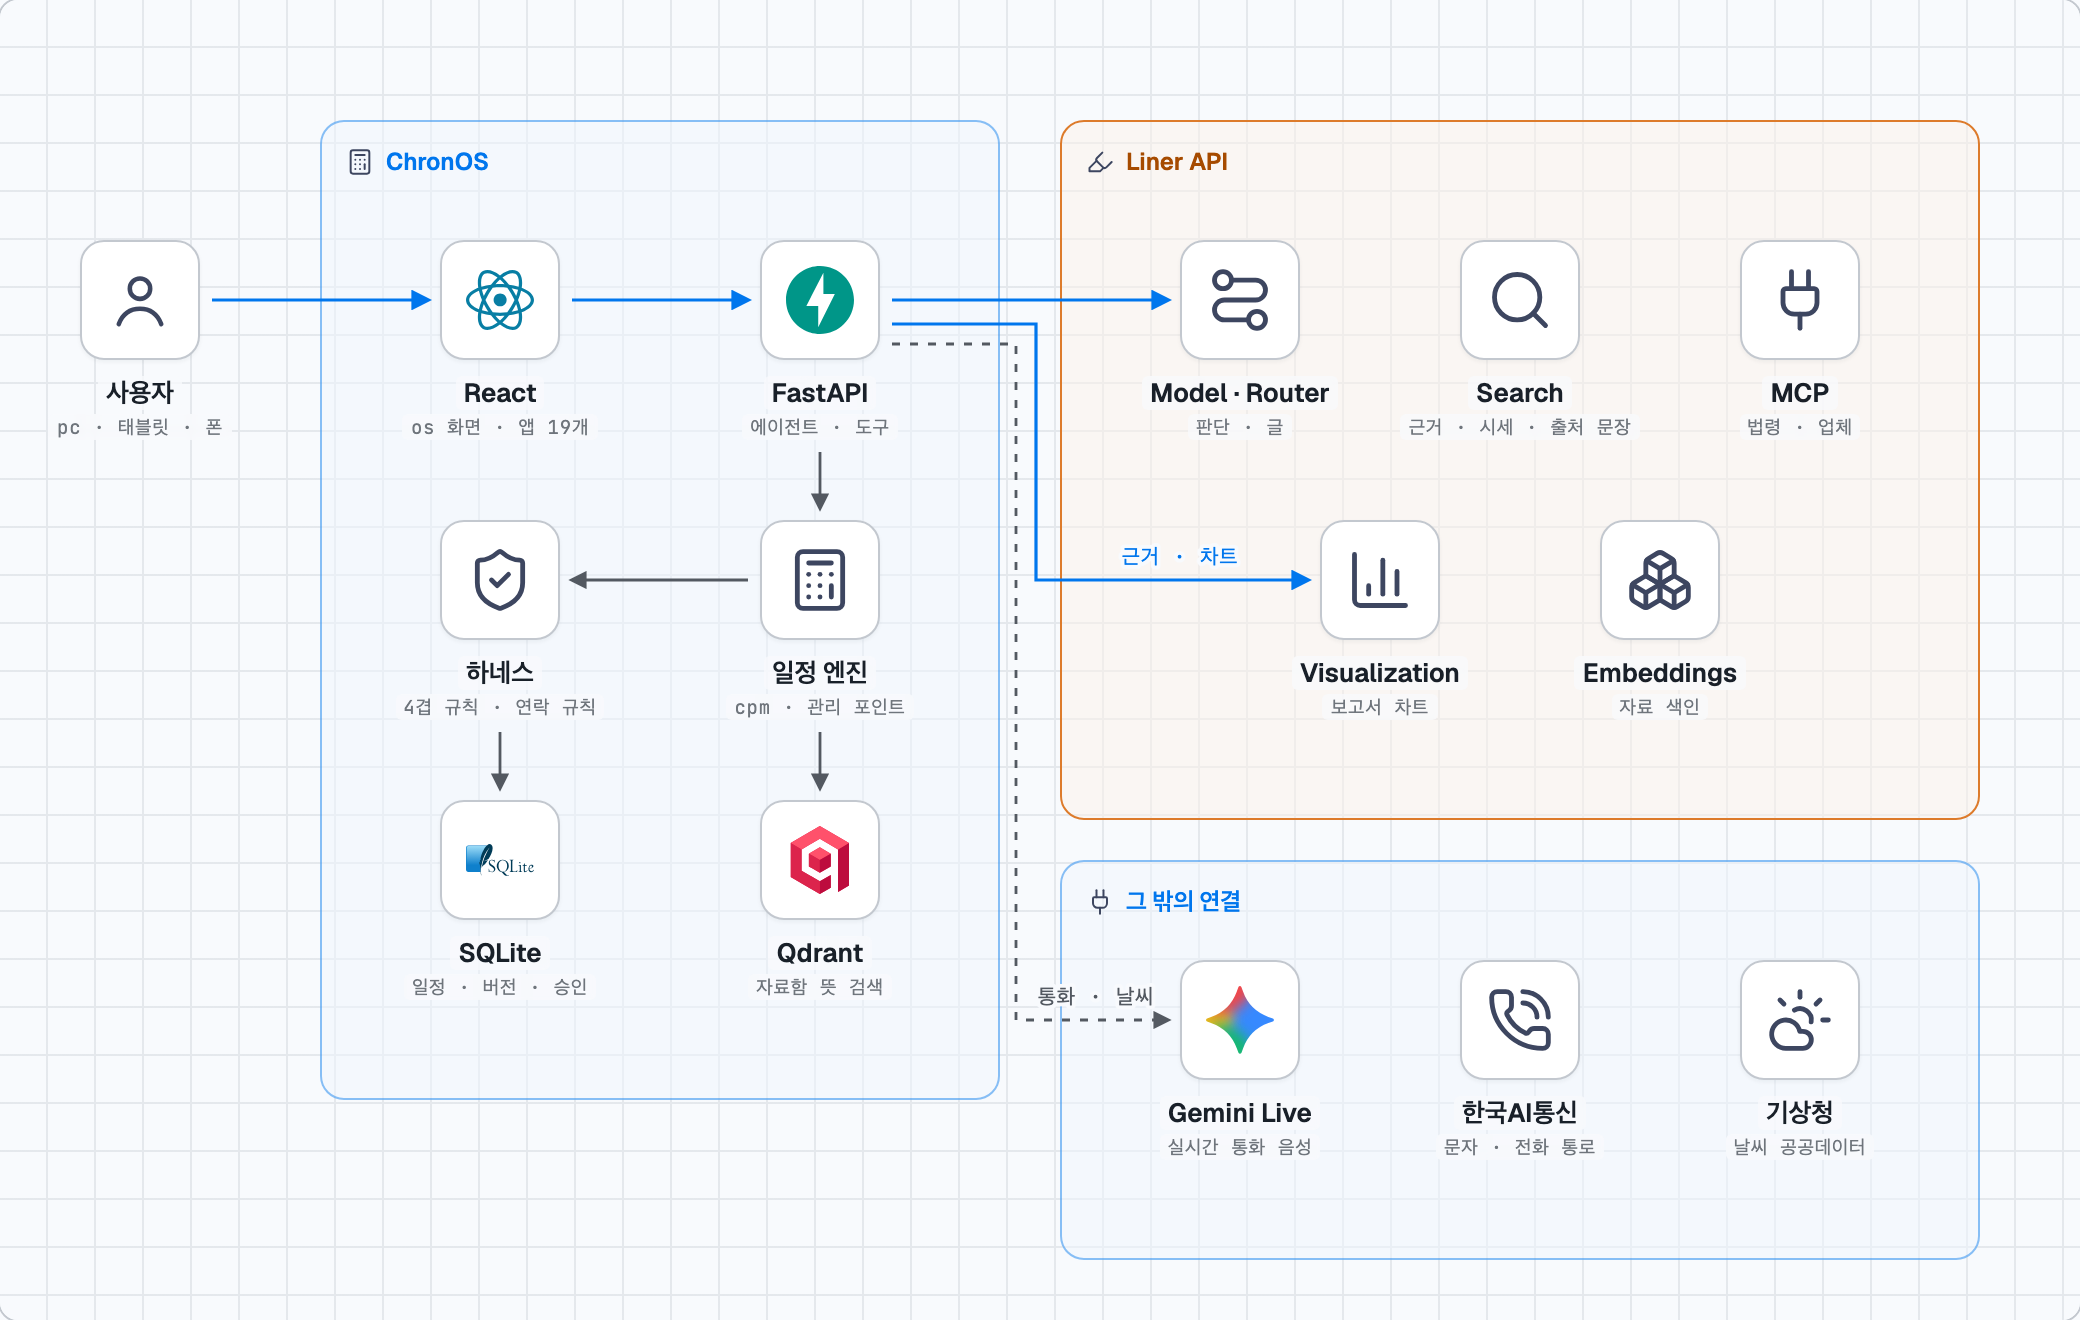 ChronOS
Liner API
사용자
pc · 태블릿 · 폰
React
os 화면 · 앱 19개
FastAPI
에이전트 · 도구
Model · Router
판단 · 글
Search
근거 · 시세 · 출처 문장
MCP
법령 · 업체
하네스
4겹 규칙 · 연락 규칙
일정 엔진
cpm · 관리 포인트
근거 · 차트
Visualization
보고서 차트
Embeddings
자료 색인
SQLite
SQLite
일정 · 버전 · 승인
Qdrant
자료함 뜻 검색
그 밖의 연결
통화 · 날씨
Gemini Live
실시간 통화 음성
한국AI통신
문자 · 전화 통로
기상청
날씨 공공데이터